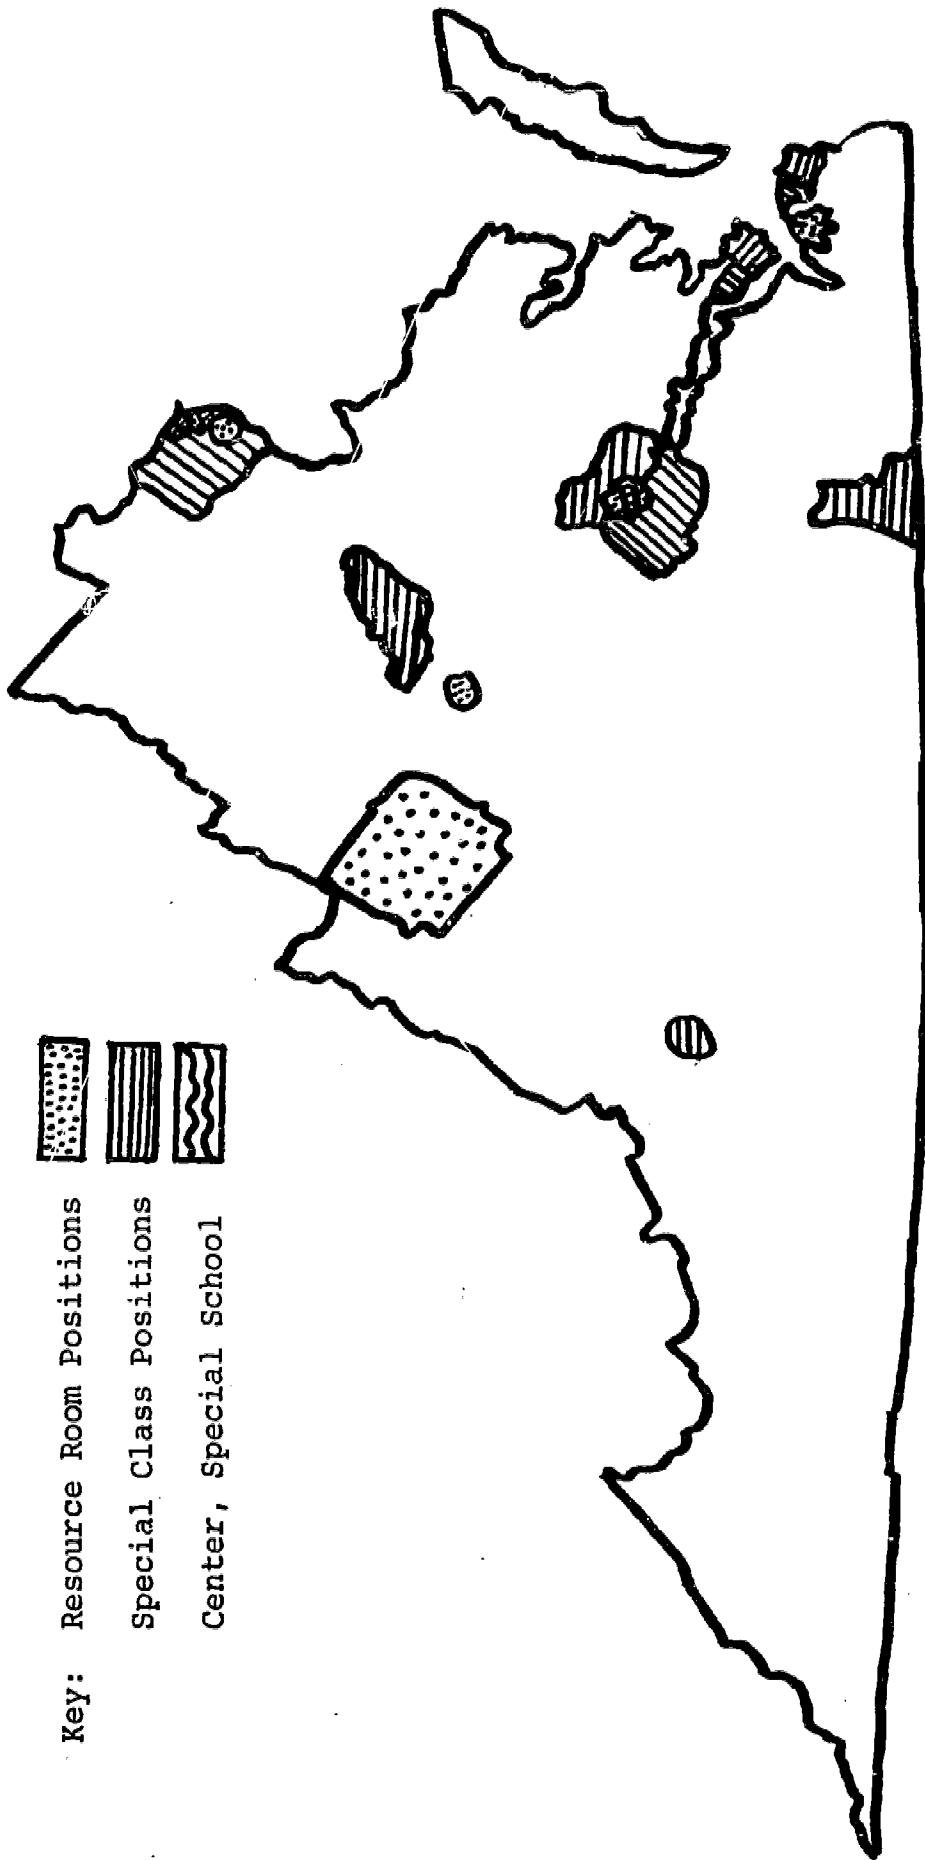 Key: Resource Room Positions
Special Class Positions
Center, Special School